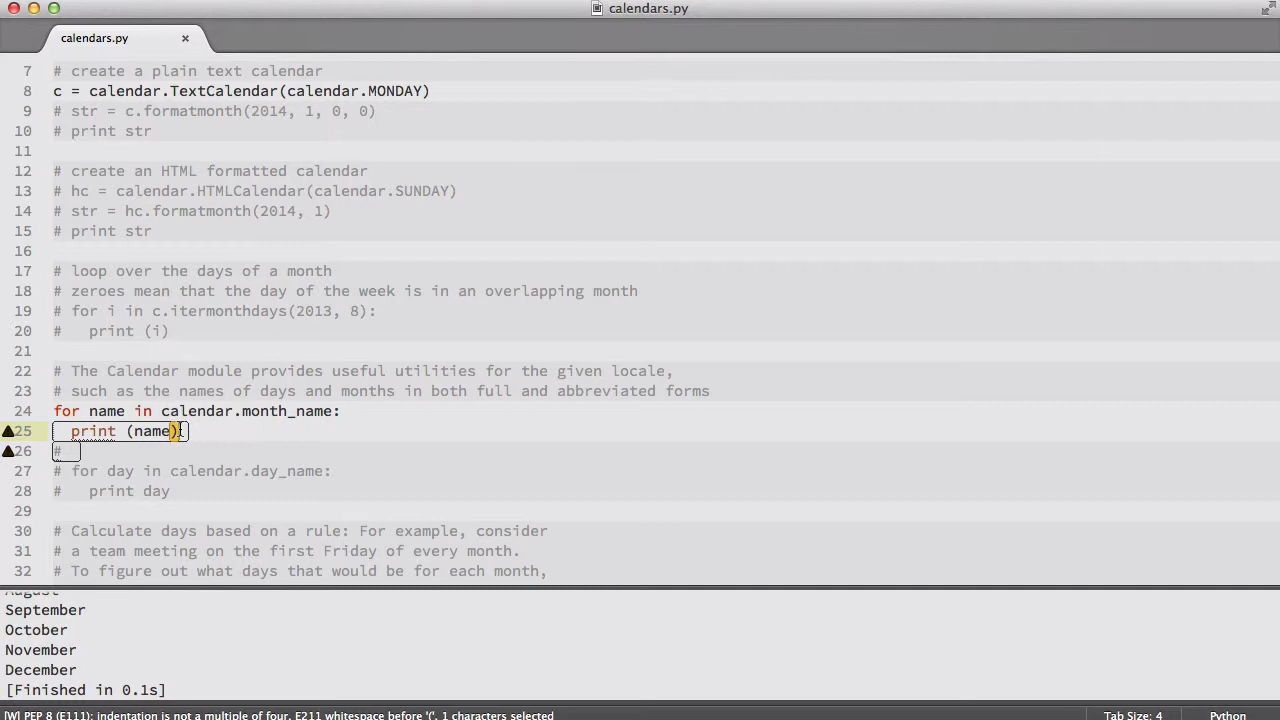 calendars.py
calendars.py ×
7 # create a plain text calendar
8 c = calendar.TextCalendar(calendar.MONDAY)
9 # str = c.formatmonth(2014, 1, 0, 0)
10 # print str
11
12 # create an HTML formatted calendar
13 # hc = calendar.HTMLCalendar(calendar.SUNDAY)
14 # str = hc.formatmonth(2014, 1)
15 # print str
16
17 # loop over the days of a month
18 # zeroes mean that the day of the week is in an overlapping month
19 # for i in c.itermonthdays(2013, 8):
20 #   print (i)
21
22 # The Calendar module provides useful utilities for the given locale,
23 # such as the names of days and months in both full and abbreviated forms
24 for name in calendar.month_name:
25   print (name)
26 #
27 # for day in calendar.day_name:
28 #   print day
29
30 # Calculate days based on a rule: For example, consider
31 # a team meeting on the first Friday of every month.
32 # To figure out what days that would be for each month,
August
September
October
November
December
[Finished in 0.1s]
[W] PEP 8 (E111): indentation is not a multiple of four, E211 whitespace before '(', 1 characters selected Tab Size: 4 Python